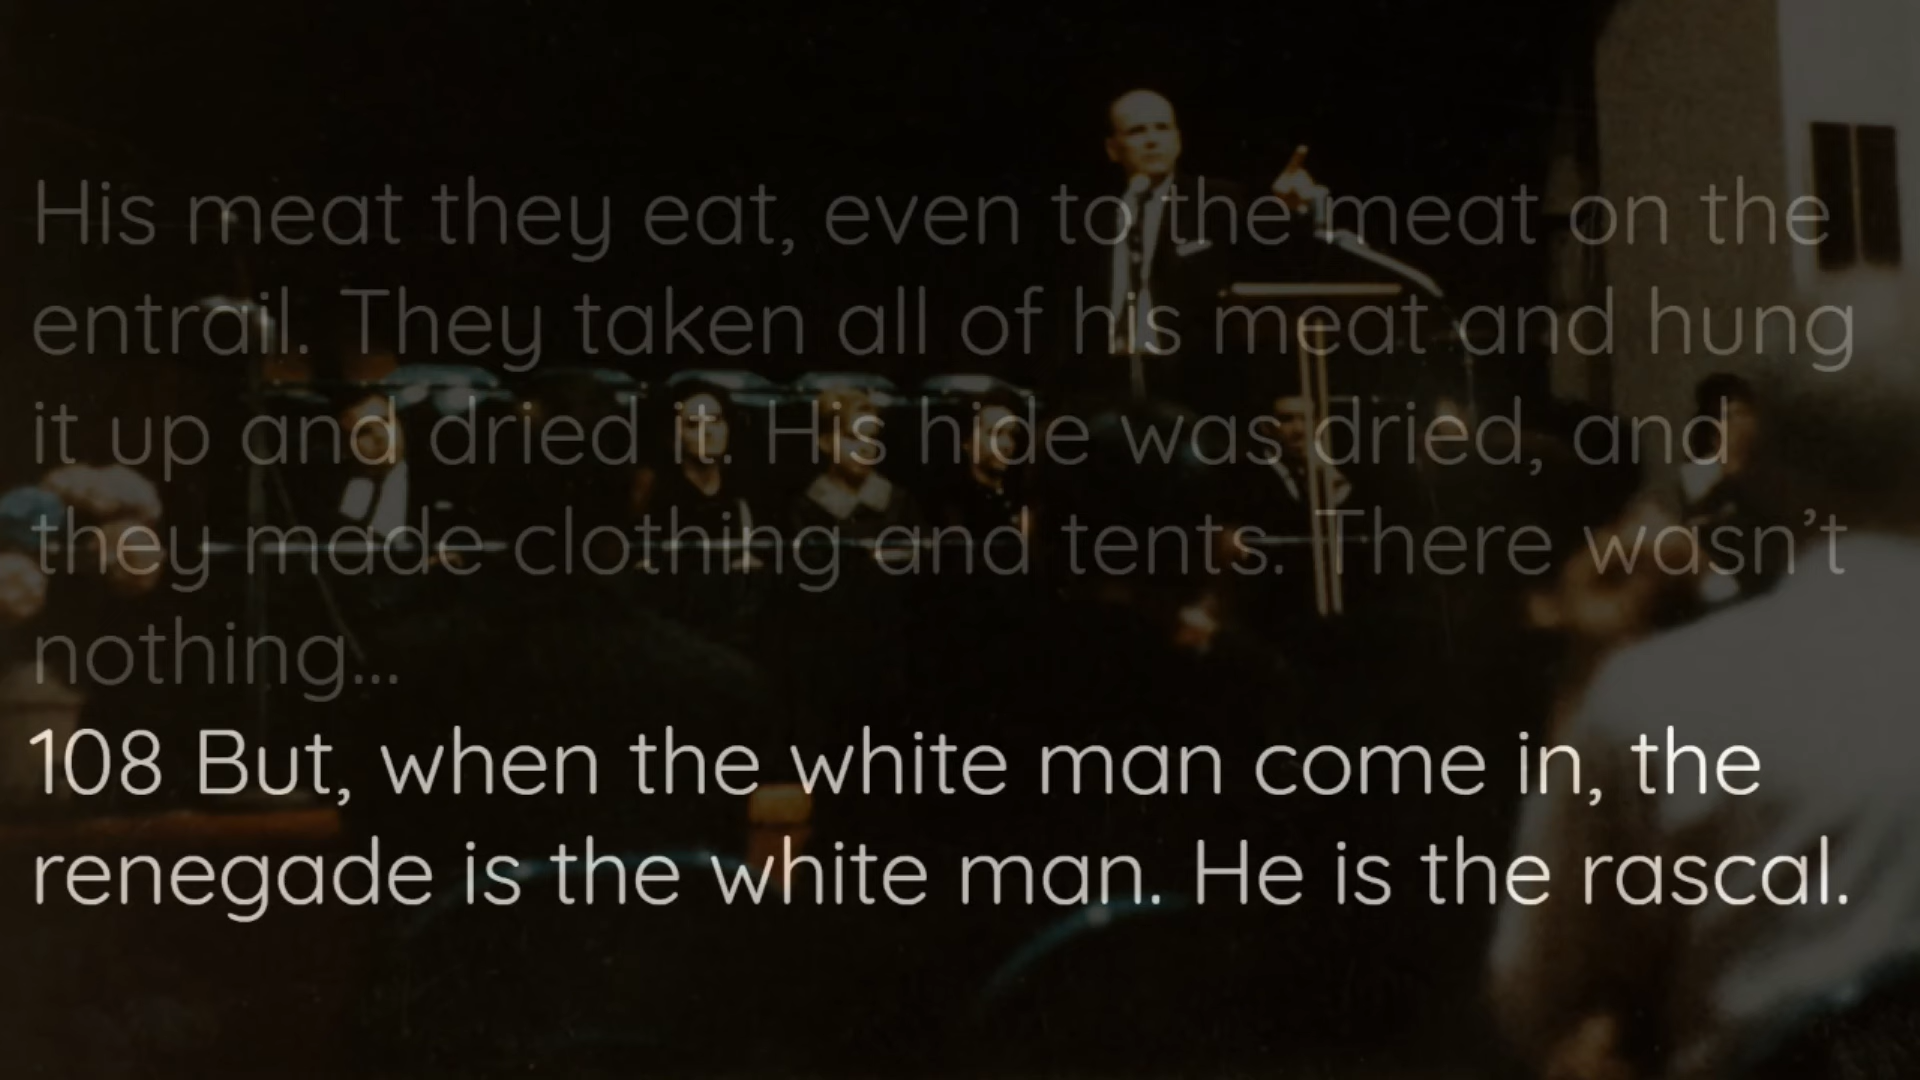 His meat they eat, even to the meat on the
entrail. They taken all of his meat and hung
it up and dried it. His hide was dried, and
they made clothing and tents. There wasn’t
nothing...
108 But, when the white man come in, the
renegade is the white man. He is the rascal.